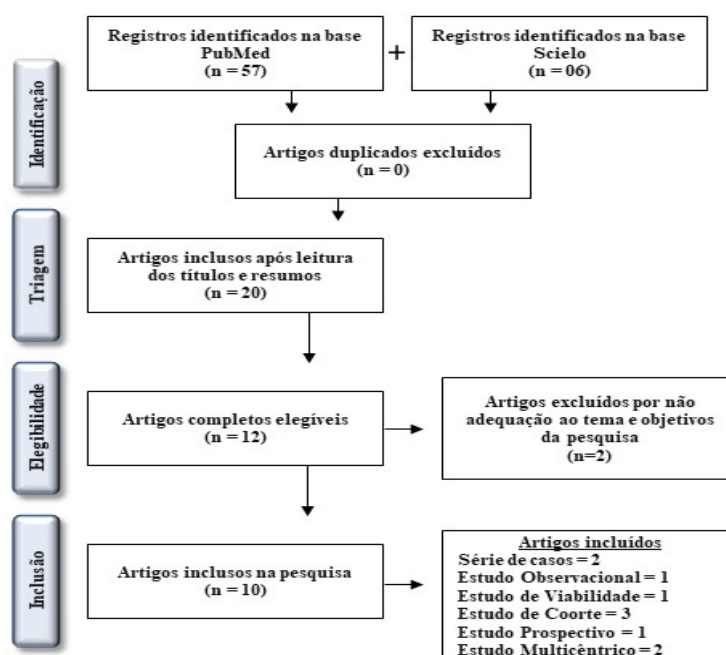 Identificação
Registros identificados na base
PubMed
(n = 57)
+
Registros identificados na base
Scielo
(n = 06)
Artigos duplicados excluídos
(n = 0)
Triagem
Artigos inclusos após leitura
dos títulos e resumos
(n = 20)
Elegibilidade
Artigos completos elegíveis
(n = 12)
Artigos excluídos por não
adequação ao tema e objetivos
da pesquisa
(n=2)
Inclusão
Artigos inclusos na pesquisa
(n = 10)
Artigos incluídos
Série de casos = 2
Estudo Observacional = 1
Estudo de Viabilidade = 1
Estudo de Coorte = 3
Estudo Prospectivo = 1
Estudo Multicêntrico = 2